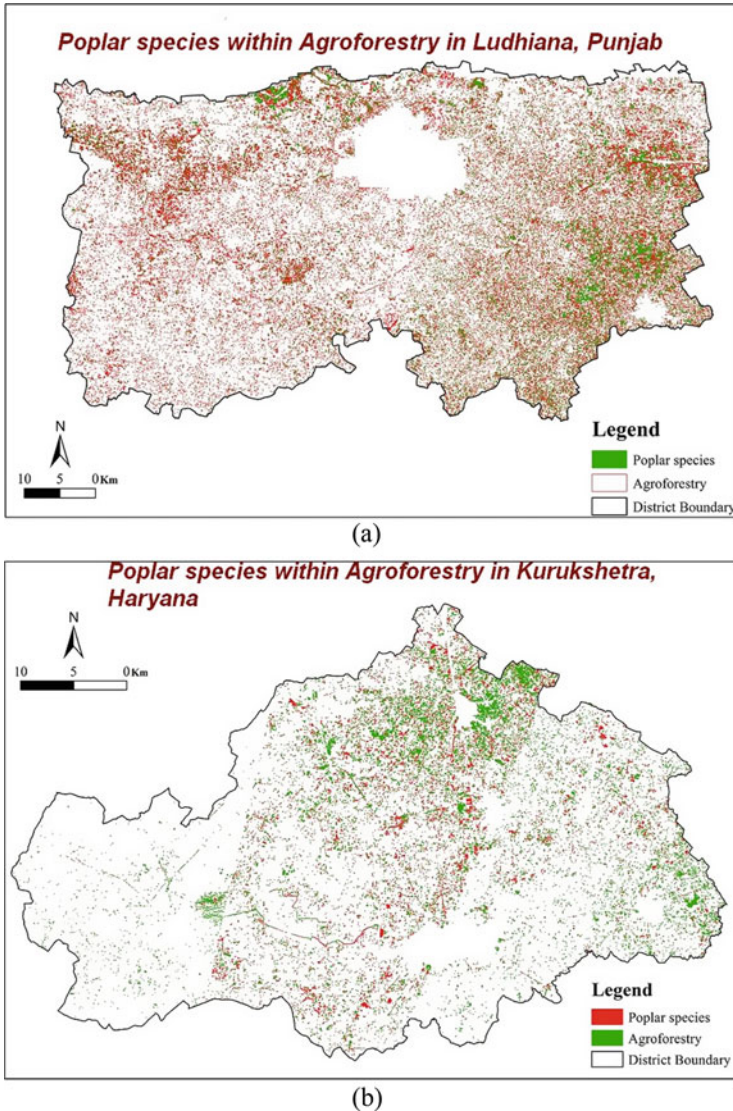 Poplar species within Agroforestry in Ludhiana, Punjab
N
10 5 0 Km
Legend
Poplar species
Agroforestry
District Boundary
(a)
Poplar species within Agroforestry in Kurukshetra,
Haryana
N
10 5 0 Km
Legend
Poplar species
Agroforestry
District Boundary
(b)